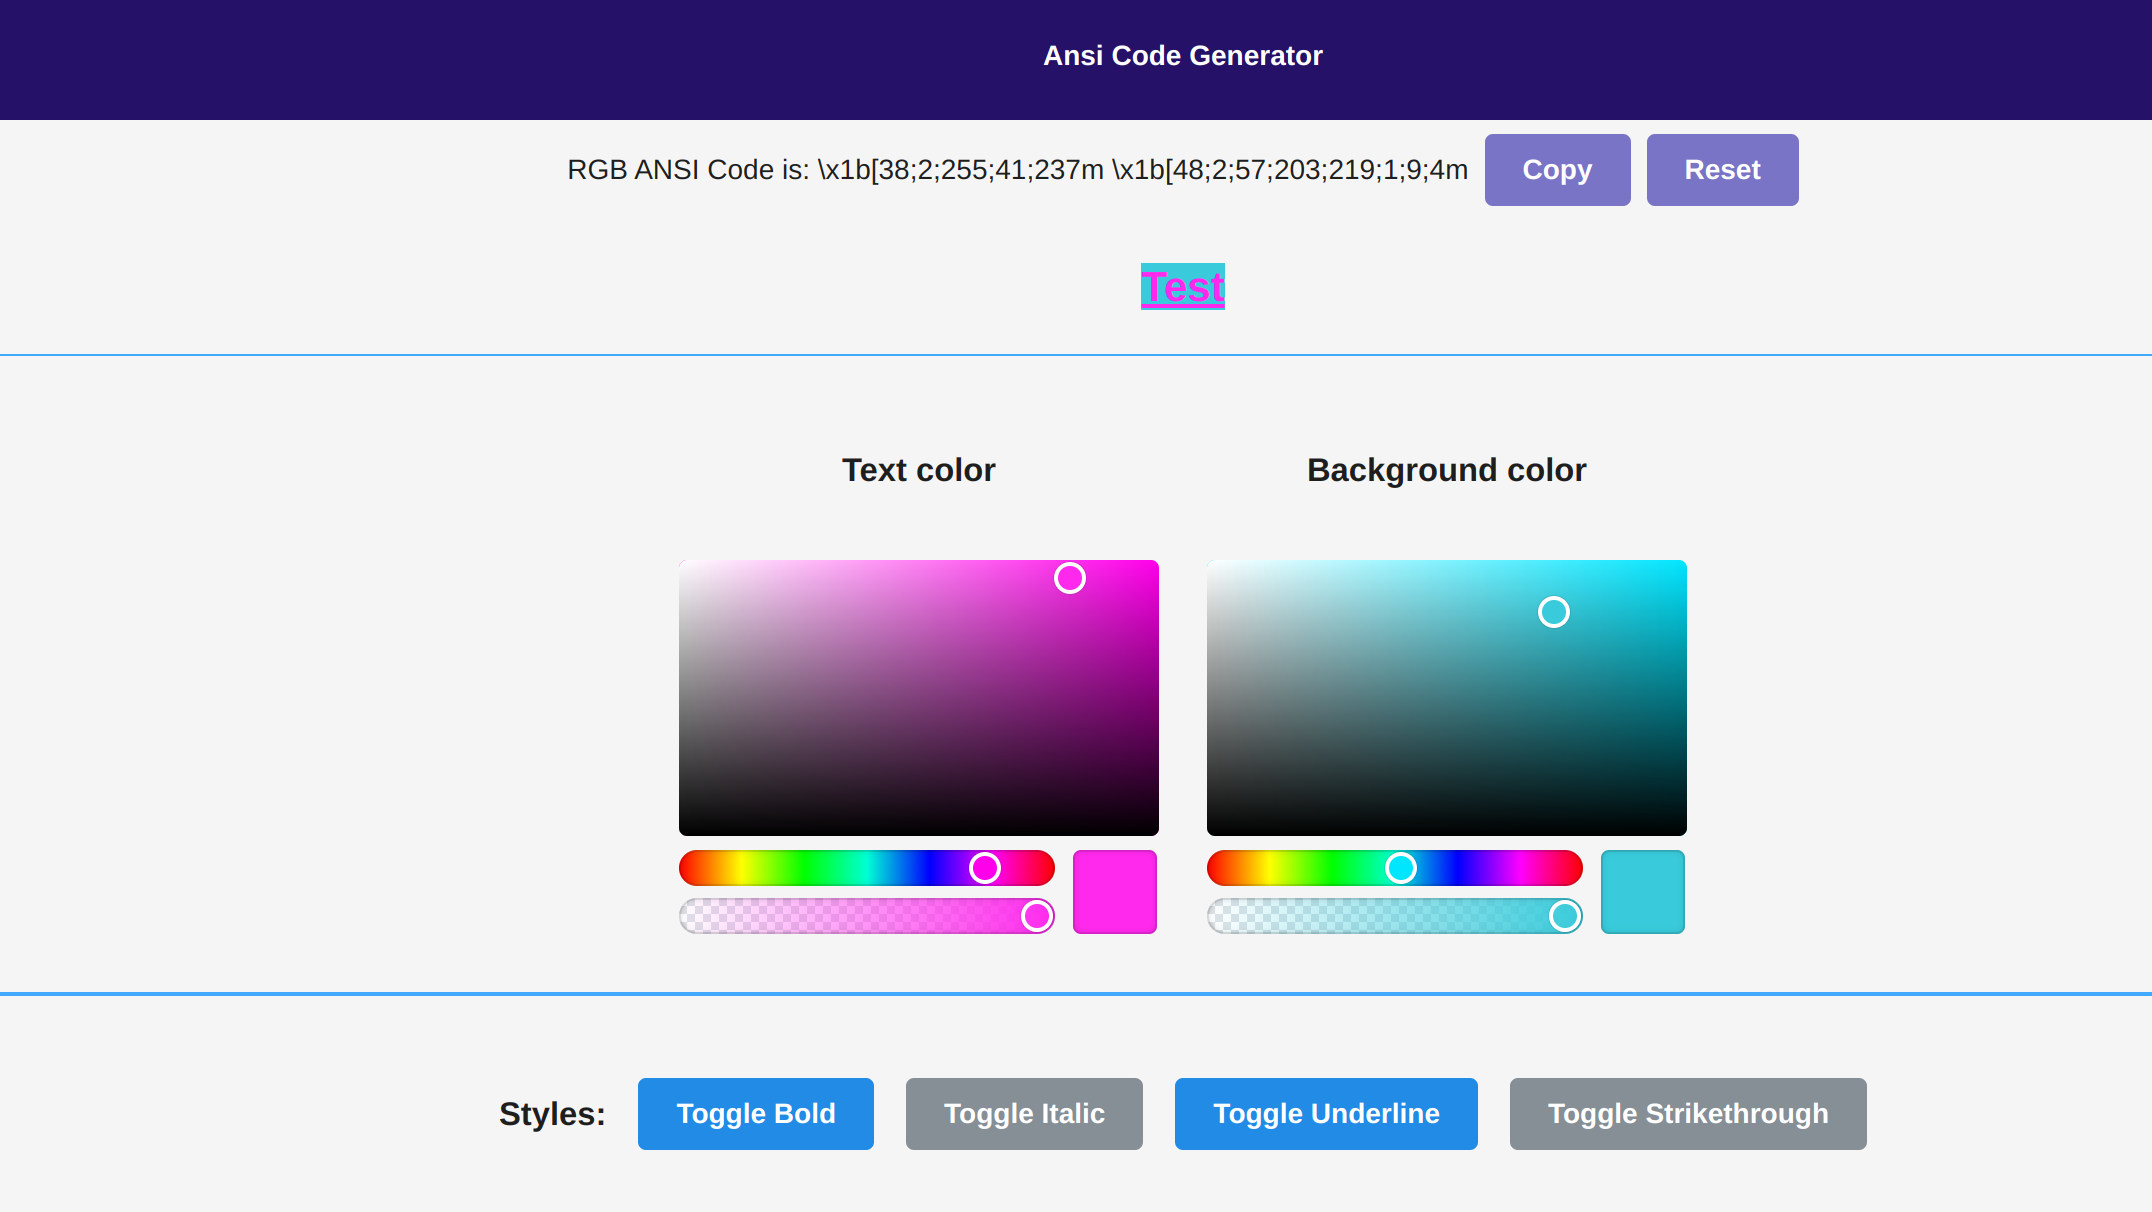 Ansi Code Generator
RGB ANSI Code is: \x1b[38;2;255;41;237m \x1b[48;2;57;203;219;1;9;4m Copy Reset
Test
Text color Background color
Styles: Toggle Bold Toggle Italic Toggle Underline Toggle Strikethrough